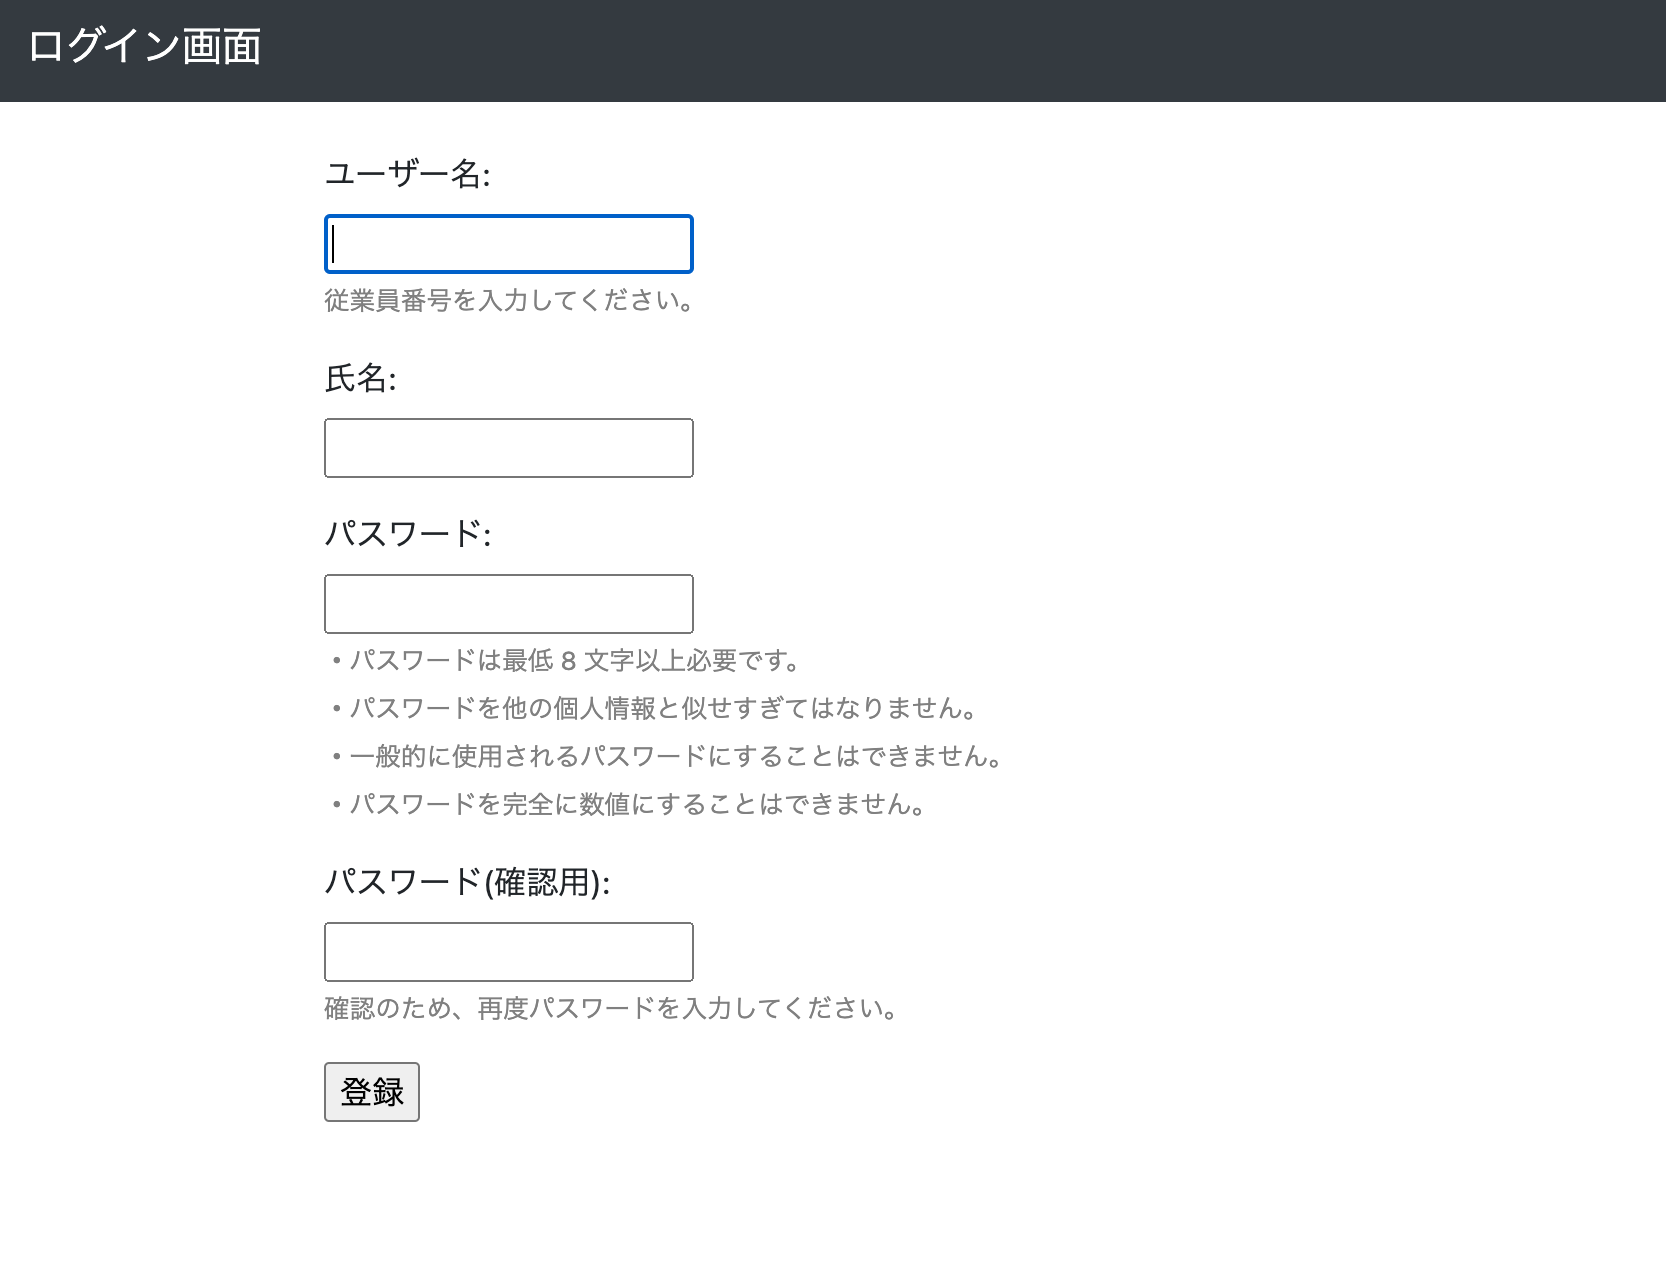 ログイン画面
ユーザー名:
従業員番号を入力してください。
氏名:
パスワード:
・パスワードは最低 8 文字以上必要です。
・パスワードを他の個人情報と似せすぎてはなりません。
・一般的に使用されるパスワードにすることはできません。
・パスワードを完全に数値にすることはできません。
パスワード(確認用):
確認のため、再度パスワードを入力してください。
登録